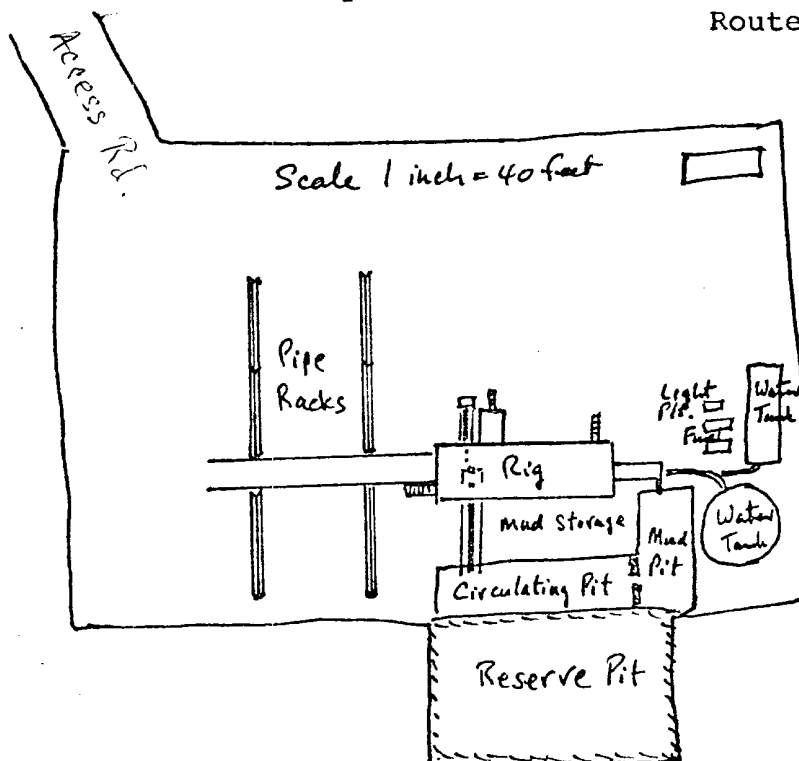 Route
Access Rd.
Scale 1 inch = 40 feet
Pipe
Racks
Light
Plt.
Fuel
Water
Tank
Rig
Mud Storage
Mud
Pit
Water
Tank
Circulating Pit
Reserve Pit